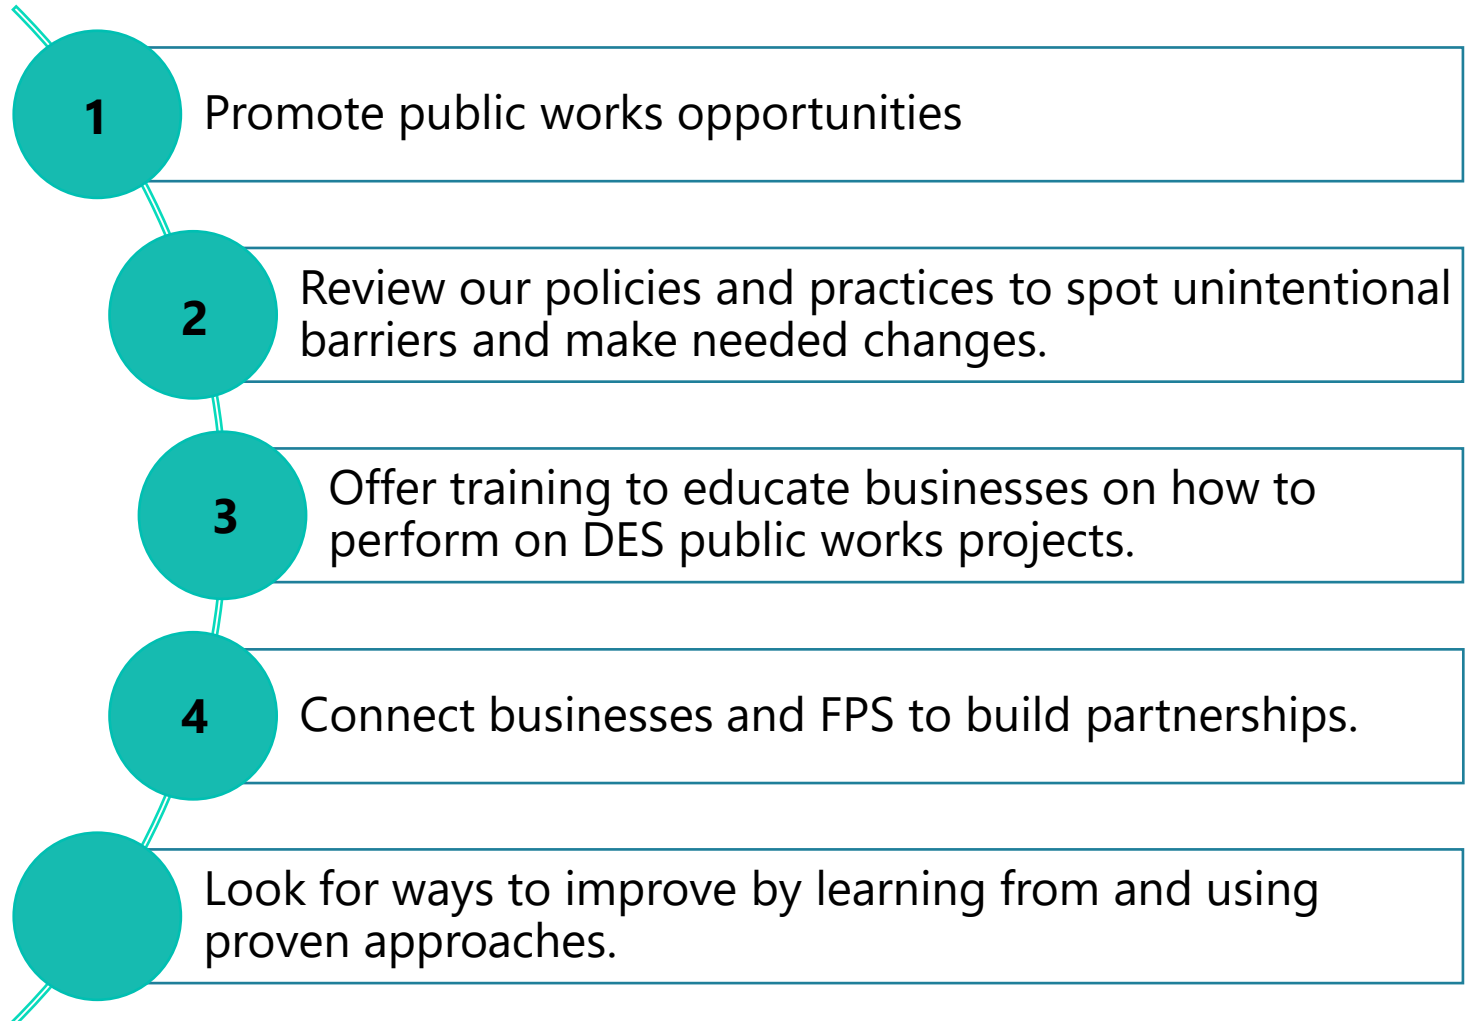 1
Promote public works opportunities
2
Review our policies and practices to spot unintentional
barriers and make needed changes.
3
Offer training to educate businesses on how to
perform on DES public works projects.
4
Connect businesses and FPS to build partnerships.
Look for ways to improve by learning from and using
proven approaches.